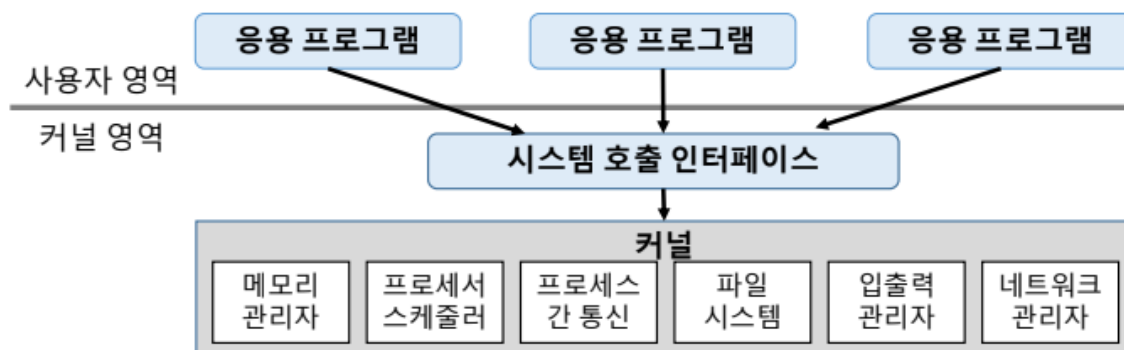 응용 프로그램 응용 프로그램 응용 프로그램
사용자 영역
커널 영역
시스템 호출 인터페이스
커널
메모리 프로세서 프로세스 파일 입출력 네트워크
관리자 스케줄러 간 통신 시스템 관리자 관리자